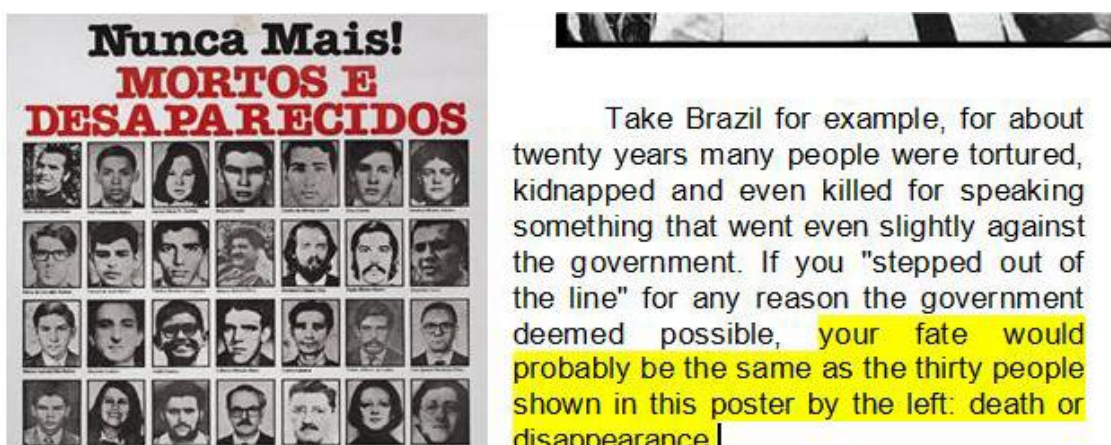 Nunca Mais!
MORTOS E
DESAPARECIDOS
Take Brazil for example, for about
twenty years many people were tortured,
kidnapped and even killed for speaking
something that went even slightly against
the government. If you "stepped out of
the line" for any reason the government
deemed possible, your fate would
probably be the same as the thirty people
shown in this poster by the left: death or
disappearance.